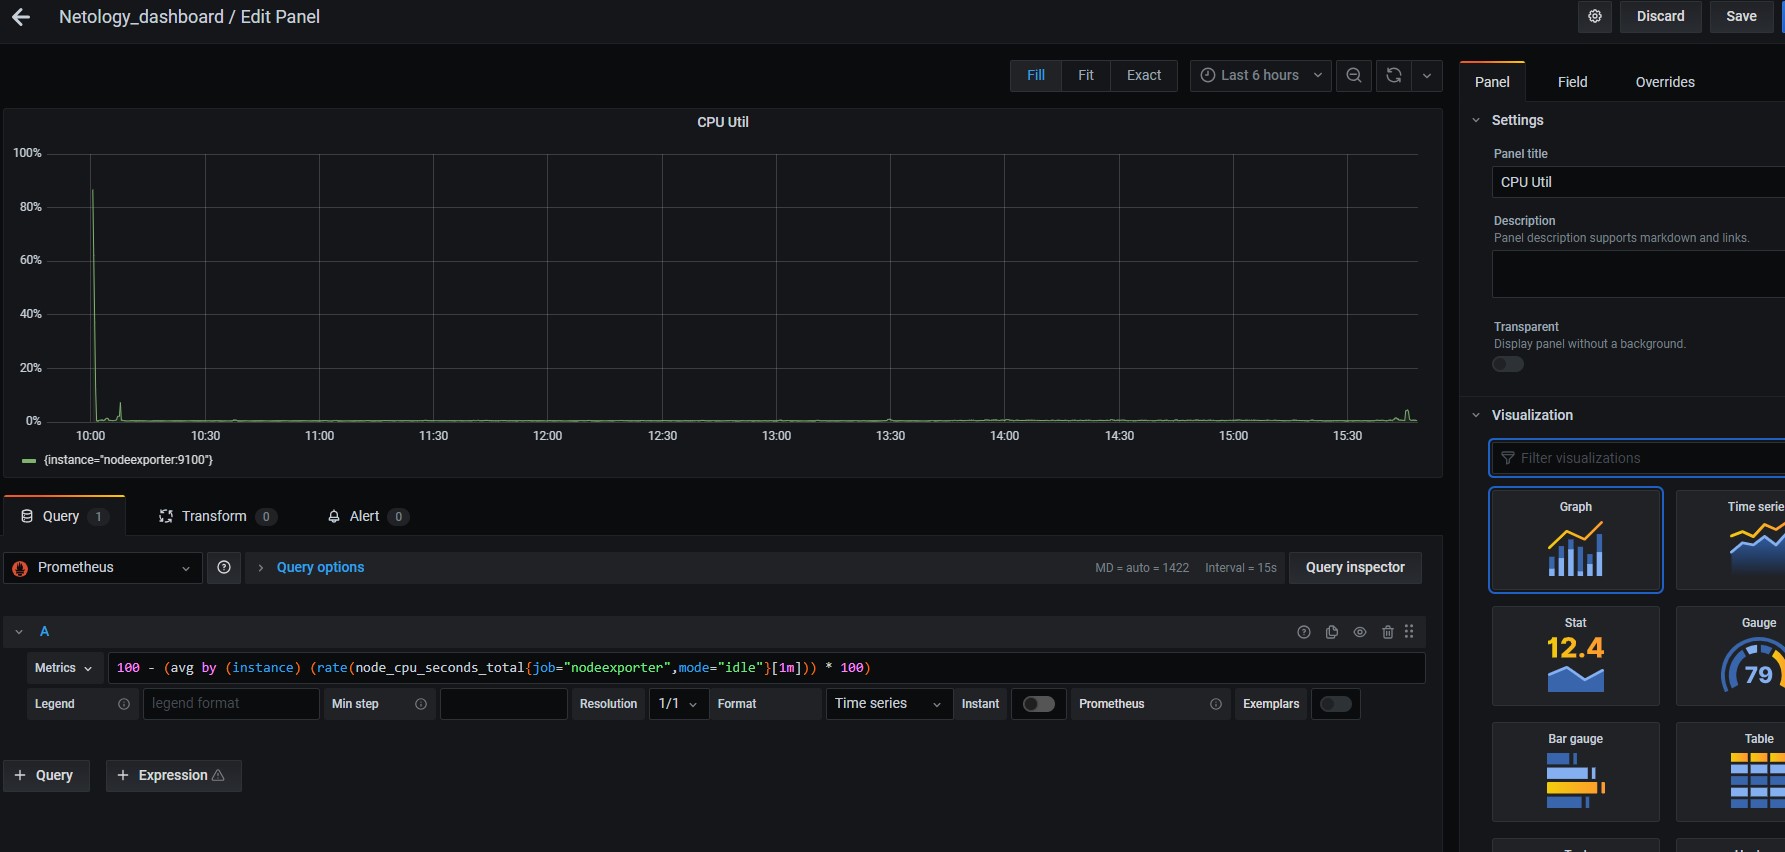 Netology_dashboard / Edit Panel
Discard
Save
Fill
Fit
Exact
Last 6 hours
Panel
Field
Overrides
CPU Util
100%
80%
60%
40%
20%
0%
10:00
10:30
11:00
11:30
12:00
12:30
13:00
13:30
14:00
14:30
15:00
15:30
{instance="nodeexporter:9100"}
Settings
Panel title
CPU Util
Description
Panel description supports markdown and links.
Transparent
Display panel without a background.
Visualization
Filter visualizations
Graph
Time serie
Stat
12.4
Gauge
79
Bar gauge
Table
Query 1
Transform 0
Alert 0
Prometheus
Query options
MD = auto = 1422
Interval = 15s
Query inspector
A
Metrics
100 - (avg by (instance) (rate(node_cpu_seconds_total{job="nodeexporter",mode="idle"}[1m])) * 100)
Legend
legend format
Min step
Resolution
1/1
Format
Time series
Instant
Prometheus
Exemplars
+ Query
+ Expression